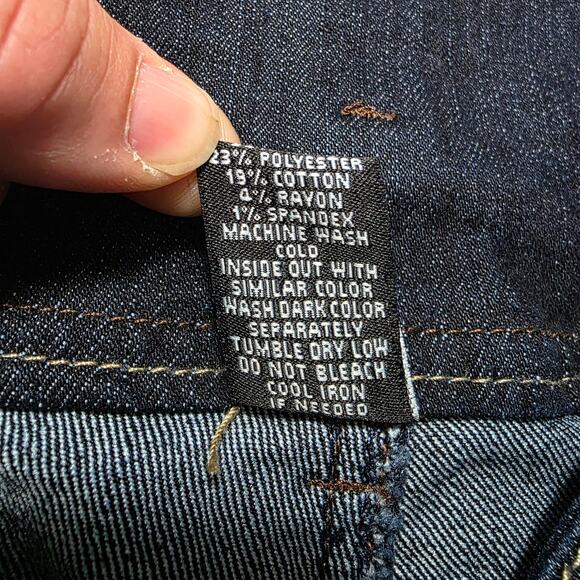 23% POLYESTER
19% COTTON
4% RAYON
1% SPANDEX
MACHINE WASH
COLD
INSIDE OUT WITH
SIMILAR COLOR
WASH DARK COLOR
SEPARATELY
TUMBLE DRY LOW
DO NOT BLEACH
COOL IRON
IF NEEDED